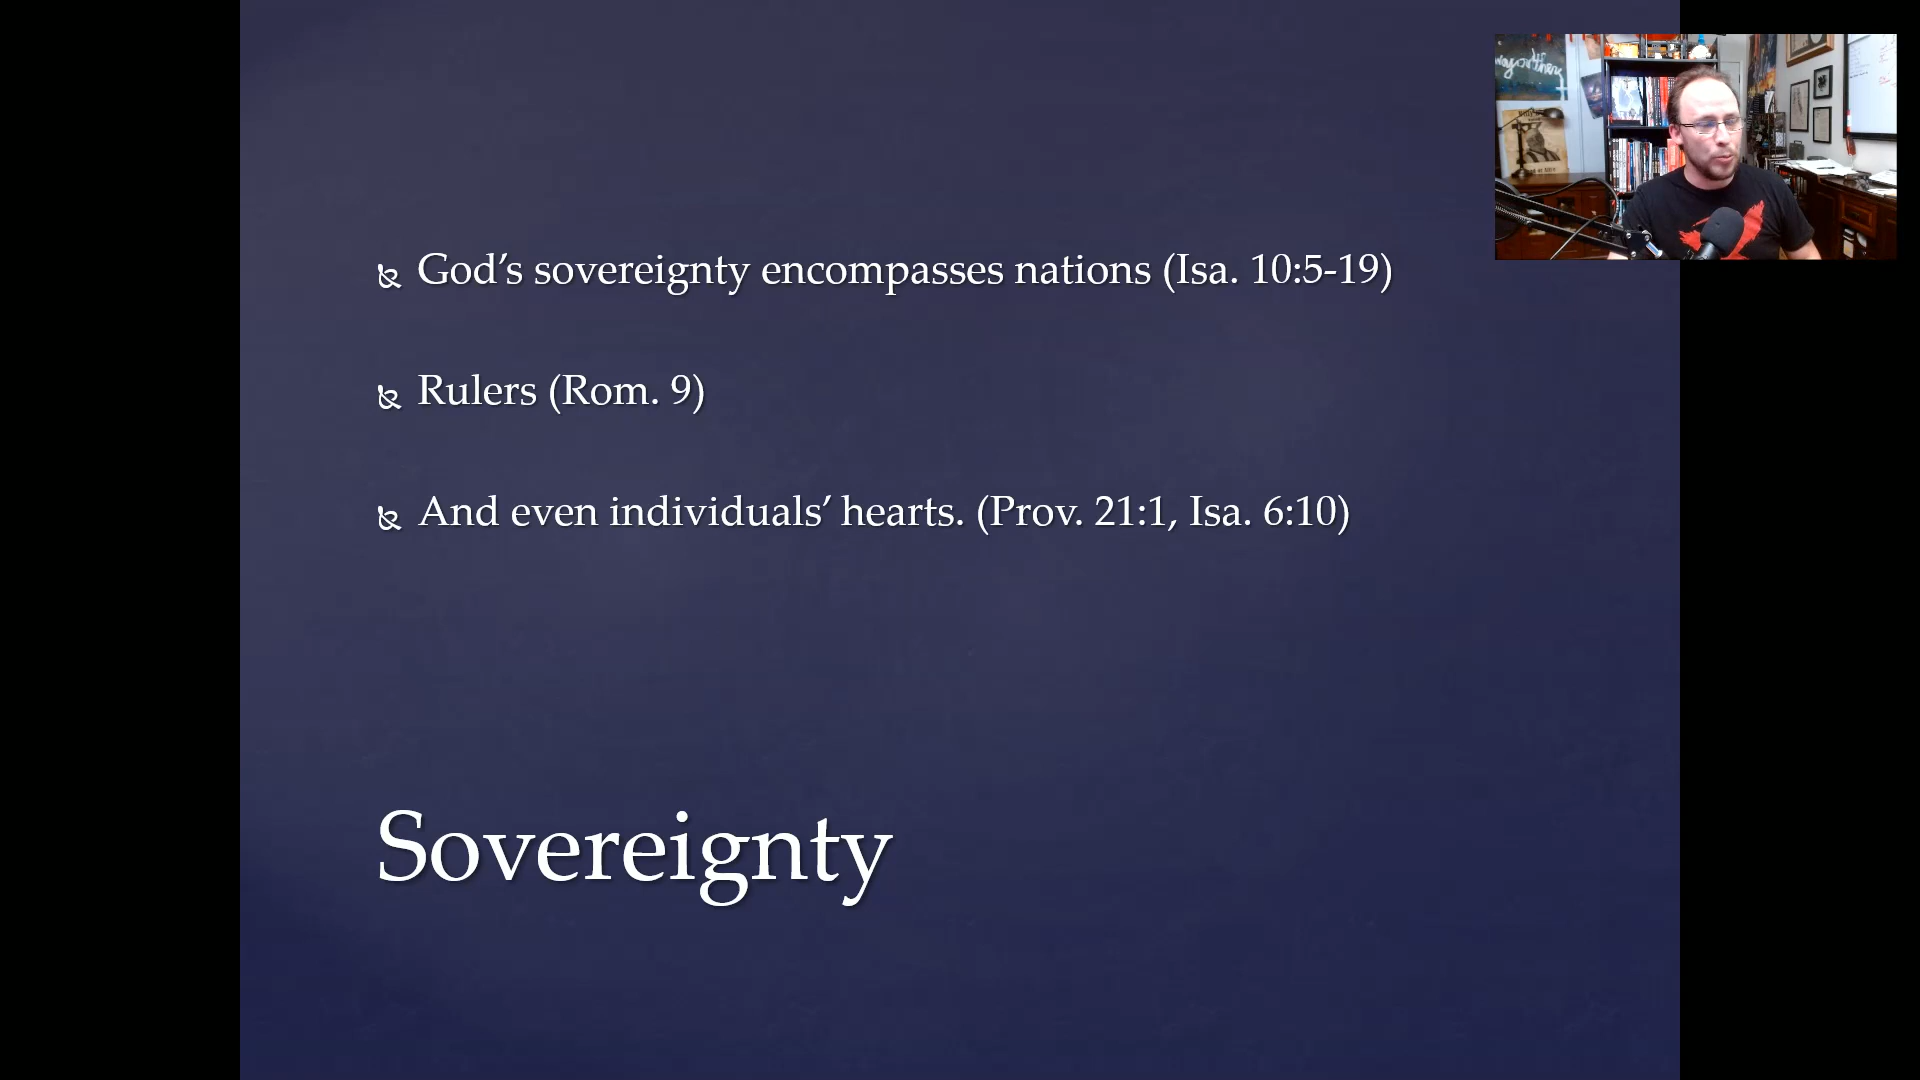 God’s sovereignty encompasses nations (Isa. 10:5-19)
Rulers (Rom. 9)
And even individuals’ hearts. (Prov. 21:1, Isa. 6:10)
Sovereignty